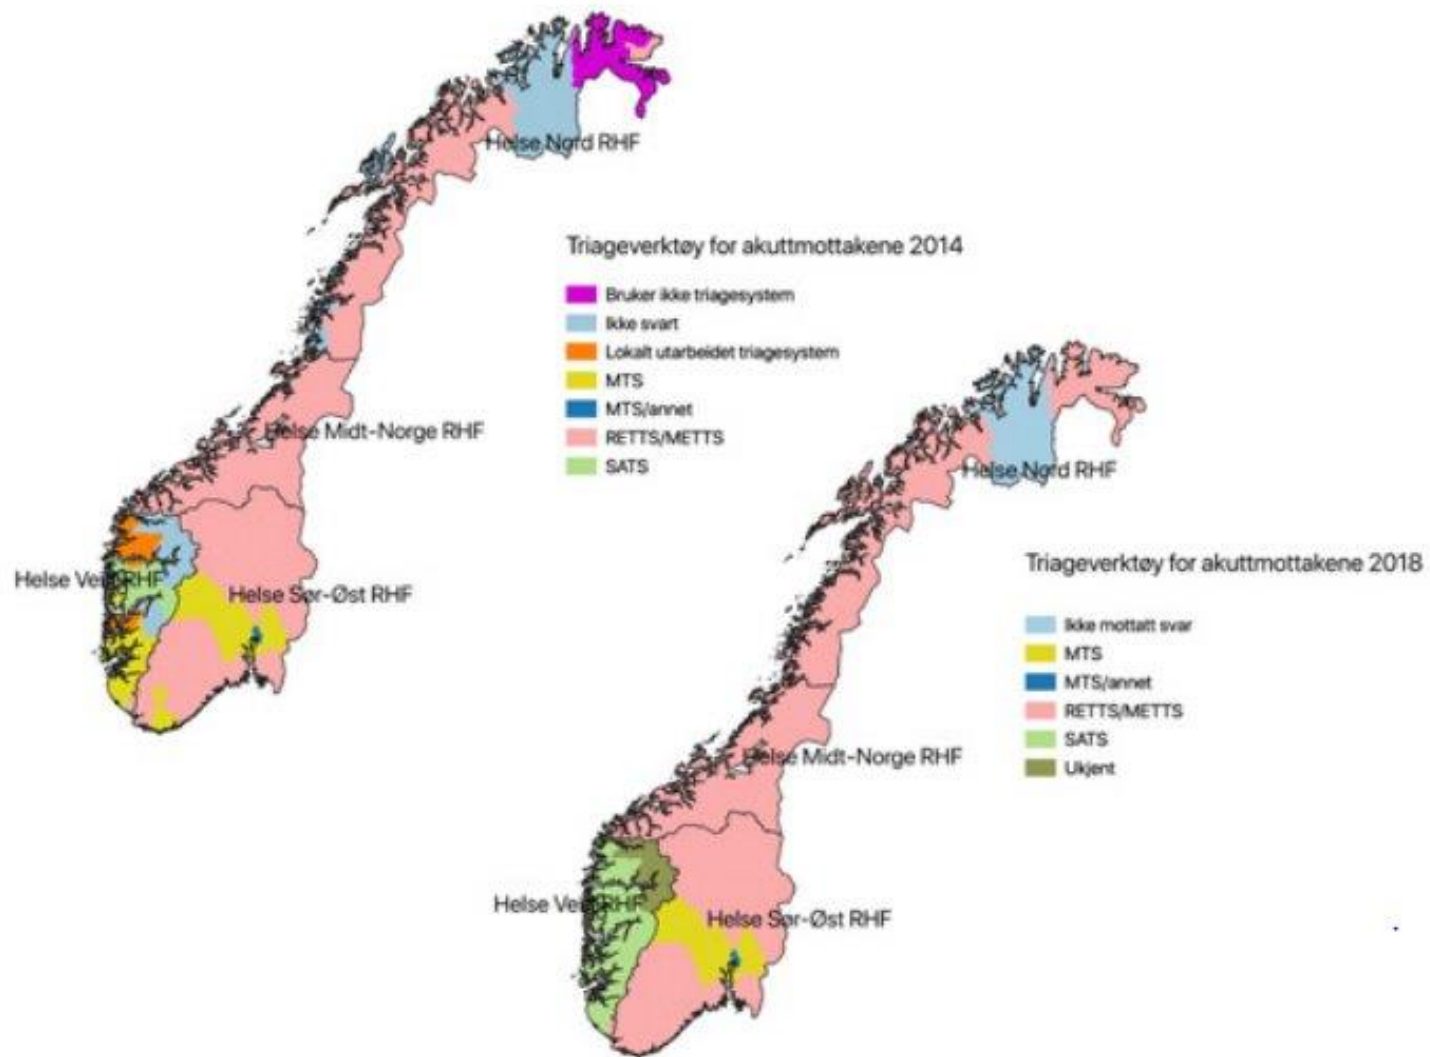 Helse Nord RHF
Triageverktøy for akuttmottakene 2014
Bruker ikke triagesystem
Ikke svart
Lokalt utarbeidet triagesystem
MTS
MTS/annet
RETTS/METTS
SATS
Helse Midt-Norge RHF
Helse Vest RHF
Helse Sør-Øst RHF
Helse Nord RHF
Triageverktøy for akuttmottakene 2018
Ikke mottatt svar
MTS
MTS/annet
RETTS/METTS
SATS
Ukjent
Helse Midt-Norge RHF
Helse Vest RHF
Helse Sør-Øst RHF